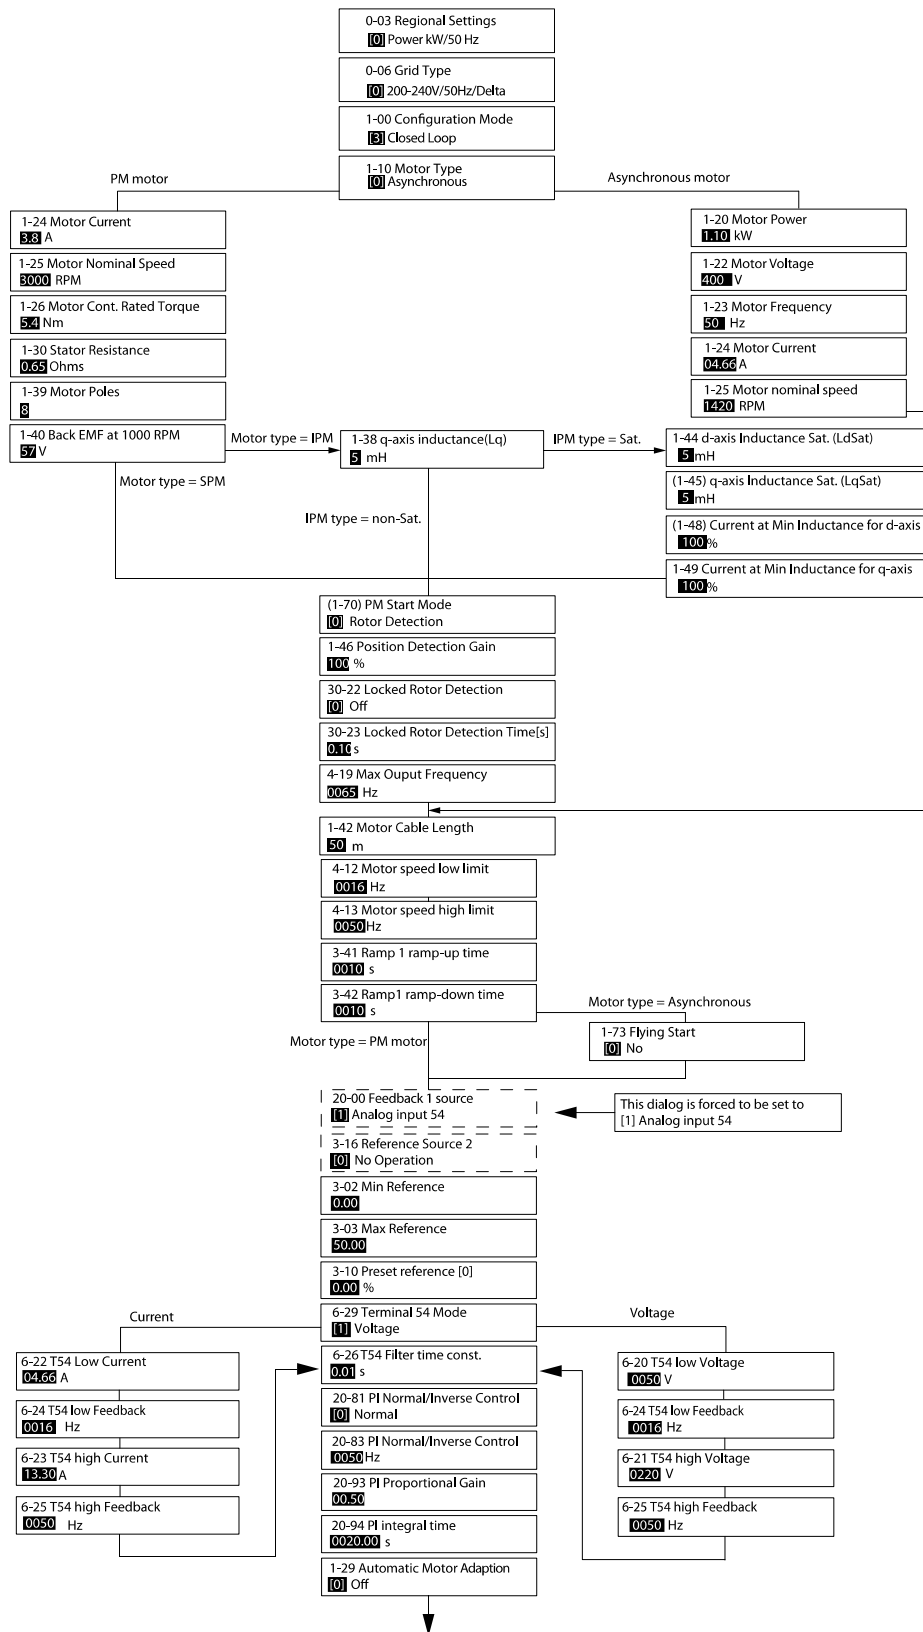 0-03 Regional Settings
[0] Power kW/50 Hz
0-06 Grid Type
[0] 200-240V/50Hz/Delta
1-00 Configuration Mode
[3] Closed Loop
1-10 Motor Type
[0] Asynchronous
PM motor
Asynchronous motor
1-24 Motor Current
3.8 A
1-25 Motor Nominal Speed
3000 RPM
1-26 Motor Cont. Rated Torque
5.4 Nm
1-30 Stator Resistance
0.65 Ohms
1-39 Motor Poles
8
1-40 Back EMF at 1000 RPM
57 V
1-20 Motor Power
1.10 kW
1-22 Motor Voltage
400 V
1-23 Motor Frequency
50 Hz
1-24 Motor Current
04.66 A
1-25 Motor nominal speed
1420 RPM
Motor type = IPM
Motor type = SPM
1-38 q-axis inductance(Lq)
5 mH
IPM type = Sat.
IPM type = non-Sat.
1-44 d-axis Inductance Sat. (LdSat)
5 mH
(1-45) q-axis Inductance Sat. (LqSat)
5 mH
(1-48) Current at Min Inductance for d-axis
100 %
1-49 Current at Min Inductance for q-axis
100 %
(1-70) PM Start Mode
[0] Rotor Detection
1-46 Position Detection Gain
100 %
30-22 Locked Rotor Detection
[0] Off
30-23 Locked Rotor Detection Time[s]
0.10 s
4-19 Max Ouput Frequency
0065 Hz
1-42 Motor Cable Length
50 m
4-12 Motor speed low limit
0016 Hz
4-13 Motor speed high limit
0050 Hz
3-41 Ramp 1 ramp-up time
0010 s
3-42 Ramp1 ramp-down time
0010 s
Motor type = Asynchronous
1-73 Flying Start
[0] No
Motor type = PM motor
20-00 Feedback 1 source
[1] Analog input 54
This dialog is forced to be set to
[1] Analog input 54
3-16 Reference Source 2
[0] No Operation
3-02 Min Reference
0.00
3-03 Max Reference
50.00
3-10 Preset reference [0]
0.00 %
6-29 Terminal 54 Mode
[1] Voltage
Current
Voltage
6-22 T54 Low Current
04.66 A
6-24 T54 low Feedback
0016 Hz
6-23 T54 high Current
13.30 A
6-25 T54 high Feedback
0050 Hz
6-26 T54 Filter time const.
0.01 s
20-81 PI Normal/Inverse Control
[0] Normal
20-83 PI Normal/Inverse Control
0050 Hz
20-93 PI Proportional Gain
00.50
20-94 PI integral time
0020.00 s
1-29 Automatic Motor Adaption
[0] Off
6-20 T54 low Voltage
0050 V
6-24 T54 low Feedback
0016 Hz
6-21 T54 high Voltage
0220 V
6-25 T54 high Feedback
0050 Hz